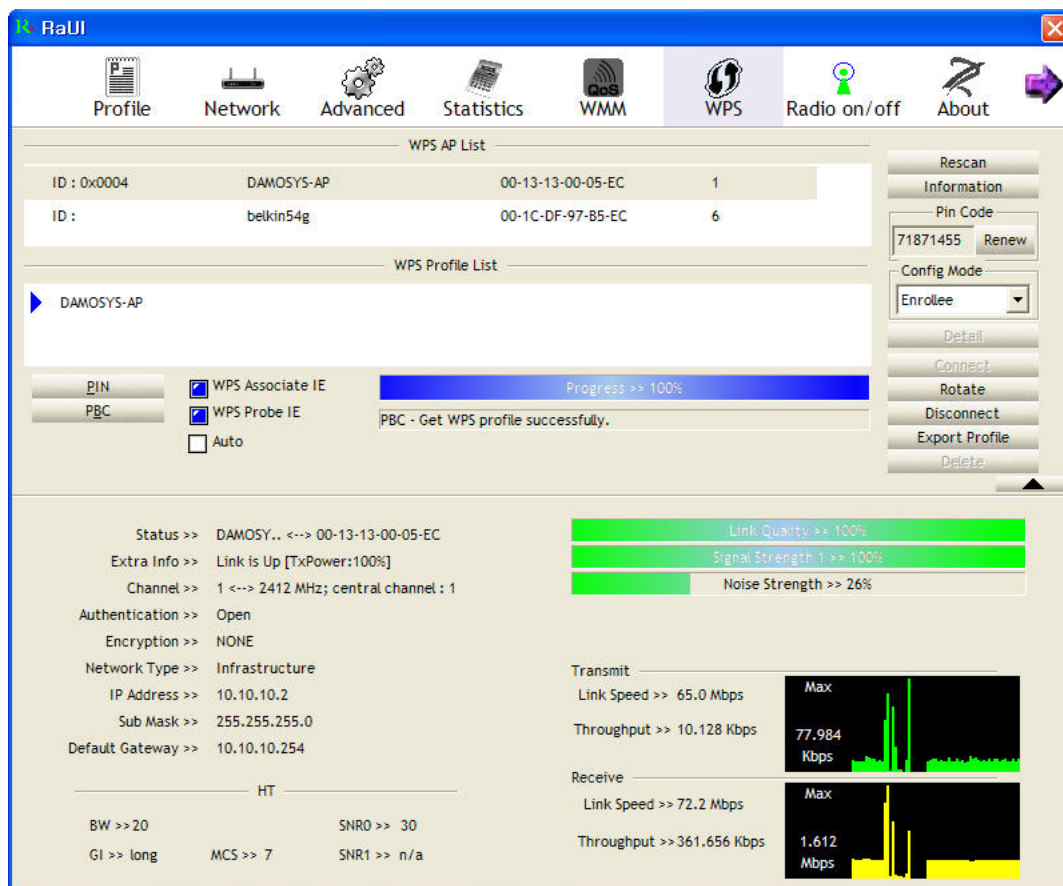 RaUI
Profile Network Advanced Statistics WMM WPS Radio on/off About
QoS
WPS AP List
ID : 0x0004 DAMOSYS-AP 00-13-13-00-05-EC 1
ID : belkin54g 00-1C-DF-97-B5-EC 6
Rescan
Information
Pin Code
71871455 Renew
Config Mode
Enrollee
Detail
Connect
Rotate
Disconnect
Export Profile
Delete
WPS Profile List
DAMOSYS-AP
PIN
PBC
WPS Associate IE
WPS Probe IE
Auto
Progress >> 100%
PBC - Get WPS profile successfully.
Status >> DAMOSY.. <--> 00-13-13-00-05-EC
Extra Info >> Link is Up [TxPower:100%]
Channel >> 1 <--> 2412 MHz; central channel : 1
Authentication >> Open
Encryption >> NONE
Network Type >> Infrastructure
IP Address >> 10.10.10.2
Sub Mask >> 255.255.255.0
Default Gateway >> 10.10.10.254
HT
BW >> 20 SNR0 >> 30
GI >> long MCS >> 7 SNR1 >> n/a
Link Quality >> 100%
Signal Strength 1 >> 100%
Noise Strength >> 26%
Transmit
Link Speed >> 65.0 Mbps
Throughput >> 10.128 Kbps
Max
77.984
Kbps
Receive
Link Speed >> 72.2 Mbps
Throughput >> 361.656 Kbps
Max
1.612
Mbps